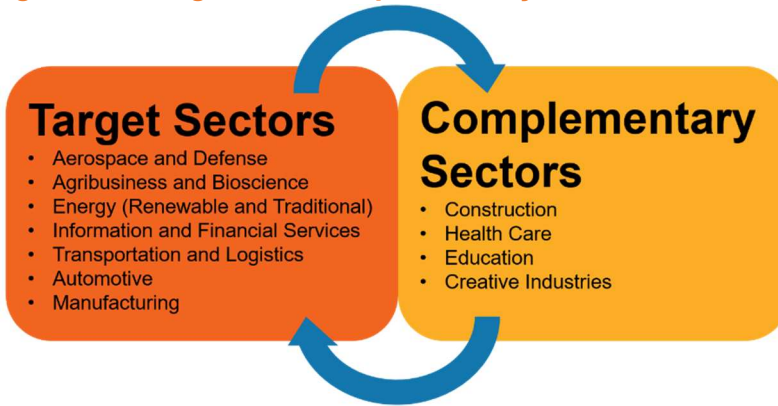 Target Sectors
• Aerospace and Defense
• Agribusiness and Bioscience
• Energy (Renewable and Traditional)
• Information and Financial Services
• Transportation and Logistics
• Automotive
• Manufacturing
Complementary
Sectors
• Construction
• Health Care
• Education
• Creative Industries